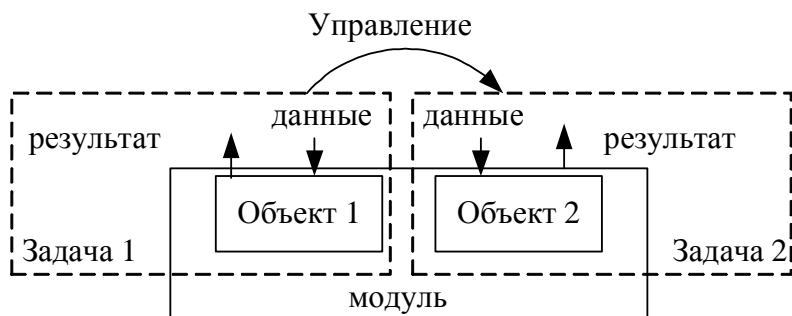 Управление
данные
данные
результат
результат
Объект 1
Объект 2
Задача 1
Задача 2
модуль